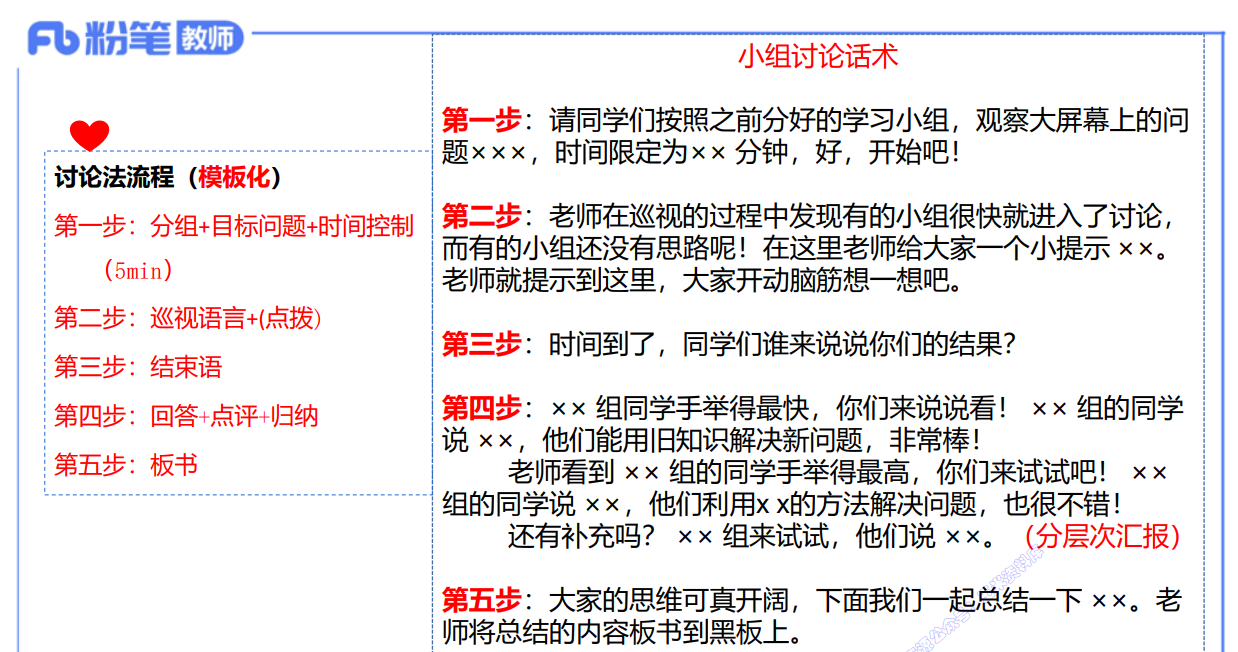 粉笔教师
讨论法流程（模板化）
第一步：分组+目标问题+时间控制
（5min）
第二步：巡视语言+(点拨)
第三步：结束语
第四步：回答+点评+归纳
第五步：板书
小组讨论话术
第一步：请同学们按照之前分好的学习小组，观察大屏幕上的问
题×××，时间限定为×× 分钟，好，开始吧！
第二步：老师在巡视的过程中发现有的小组很快就进入了讨论，
而有的小组还没有思路呢！在这里老师给大家一个小提示 ××。
老师就提示到这里，大家开动脑筋想一想吧。
第三步：时间到了，同学们谁来说说你们的结果？
第四步：×× 组同学手举得最快，你们来说说看！ ×× 组的同学
说 ××，他们能用旧知识解决新问题，非常棒！
老师看到 ×× 组的同学手举得最高，你们来试试吧！ ××
组的同学说 ××，他们利用x x的方法解决问题，也很不错！
还有补充吗？ ×× 组来试试，他们说 ××。（分层次汇报）
第五步：大家的思维可真开阔，下面我们一起总结一下 ××。老
师将总结的内容板书到黑板上。